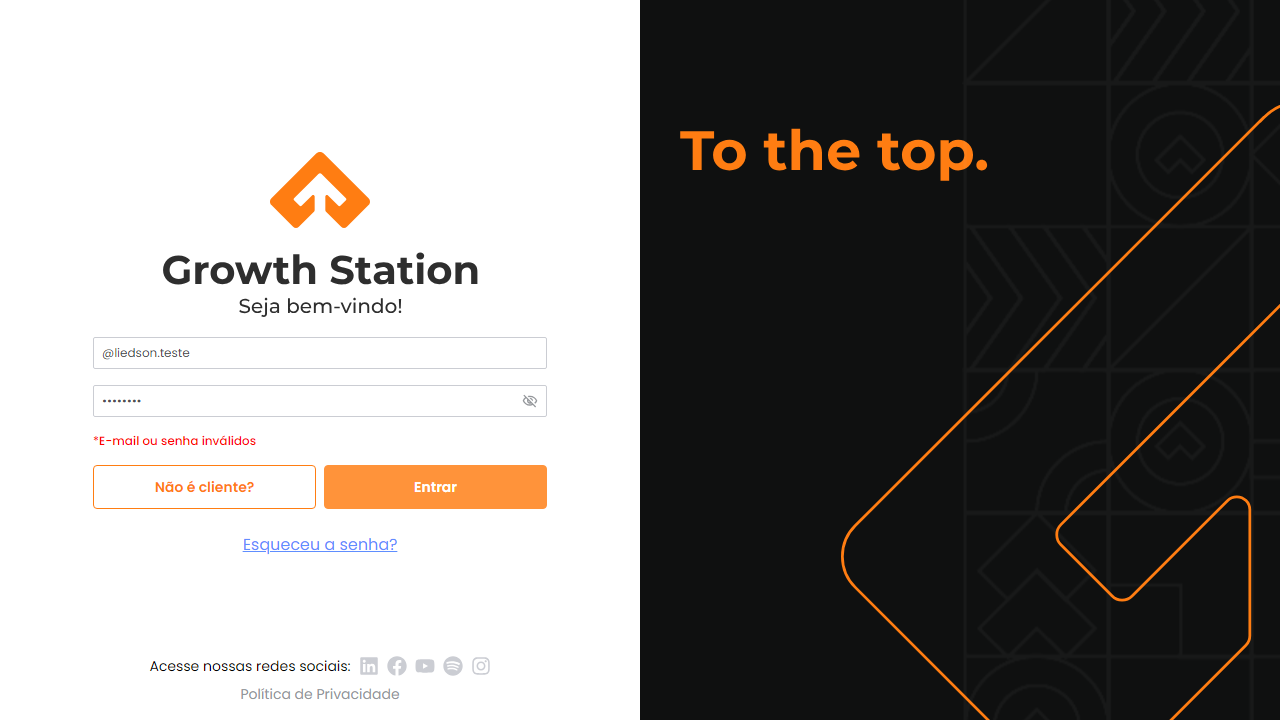 Growth Station
Seja bem-vindo!
@liedson.teste
••••••••
*E-mail ou senha inválidos
Não é cliente?
Entrar
Esqueceu a senha?
Acesse nossas redes sociais:
Política de Privacidade
To the top.